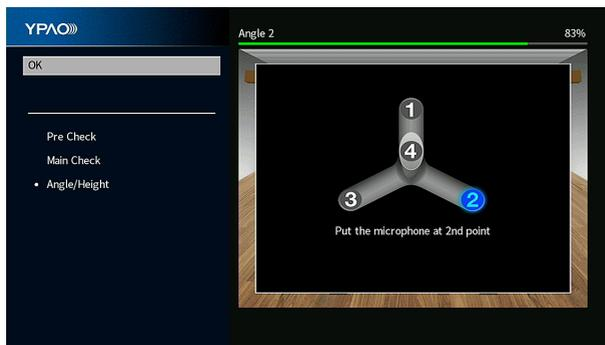 YPAO
Angle 2
83%
OK
Pre Check
Main Check
• Angle/Height
1
4
3
2
Put the microphone at 2nd point